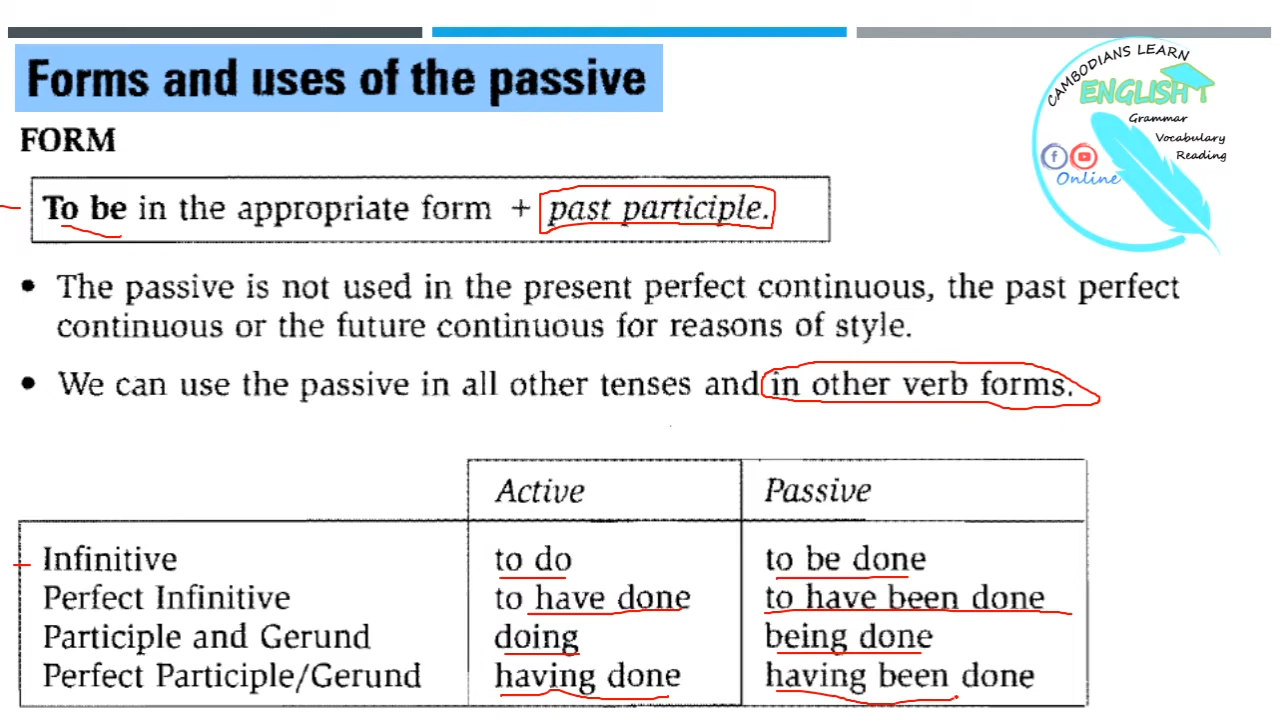 Forms and uses of the passive
CAMBODIANS LEARN
ENGLISH
Grammar
Vocabulary
Reading
f
Online
FORM
To be in the appropriate form + past participle.
• The passive is not used in the present perfect continuous, the past perfect
continuous or the future continuous for reasons of style.
• We can use the passive in all other tenses and in other verb forms.
Active Passive
Infinitive to do to be done
Perfect Infinitive to have done to have been done
Participle and Gerund doing being done
Perfect Participle/Gerund having done having been done